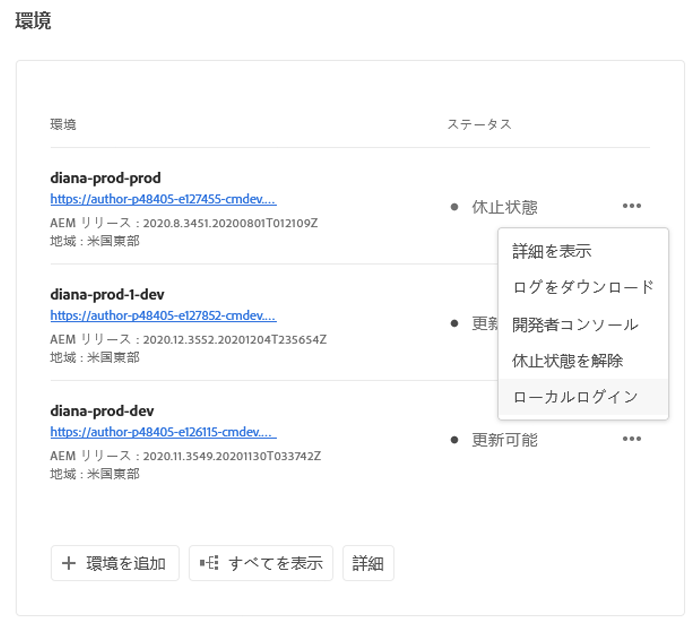 環境
環境 ステータス
diana-prod-prod
https://author-p48405-e127455-cmdev....
休止状態 •••
AEM リリース : 2020.8.3451.20200801T012109Z
地域 : 米国東部
詳細を表示
ログをダウンロード
開発者コンソール
休止状態を解除
ローカルログイン
diana-prod-1-dev
https://author-p48405-e127852-cmdev....
更新
AEM リリース : 2020.12.3552.20201204T235654Z
地域 : 米国東部
diana-prod-dev
https://author-p48405-e126115-cmdev....
更新可能 •••
AEM リリース : 2020.11.3549.20201130T033742Z
地域 : 米国東部
+ 環境を追加 すべてを表示 詳細